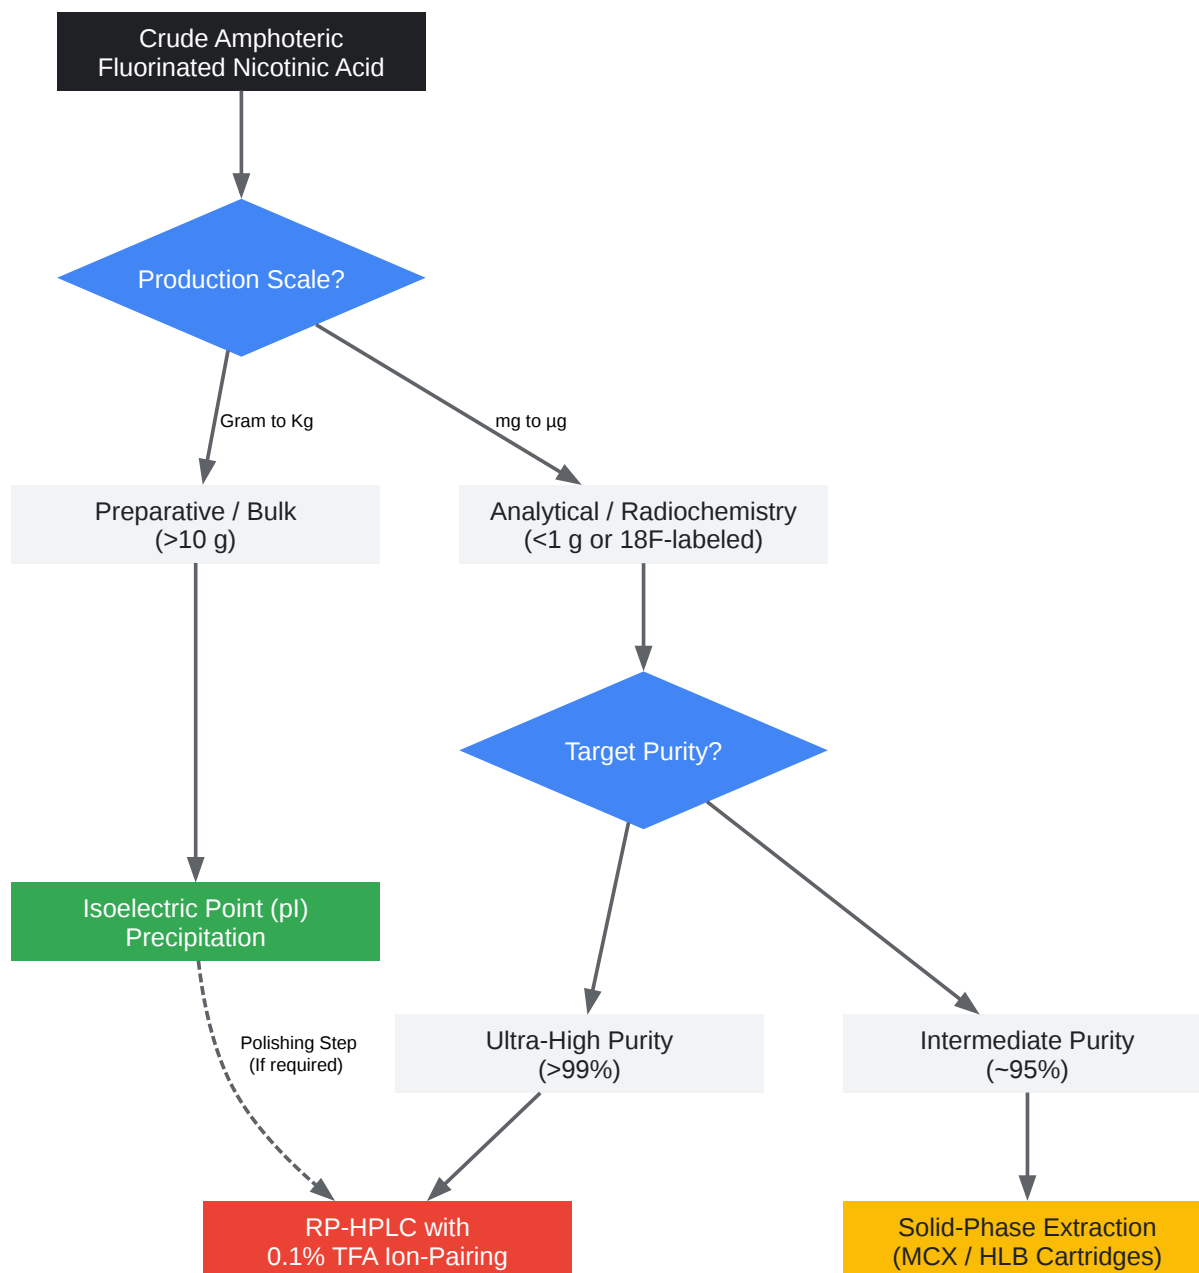 Crude Amphoteric
Fluorinated Nicotinic Acid
Production Scale?
Gram to Kg
mg to µg
Preparative / Bulk
(>10 g)
Analytical / Radiochemistry
(<1 g or 18F-labeled)
Target Purity?
Isoelectric Point (pI)
Precipitation
Polishing Step
(If required)
Ultra-High Purity
(>99%)
Intermediate Purity
(~95%)
RP-HPLC with
0.1% TFA Ion-Pairing
Solid-Phase Extraction
(MCX / HLB Cartridges)